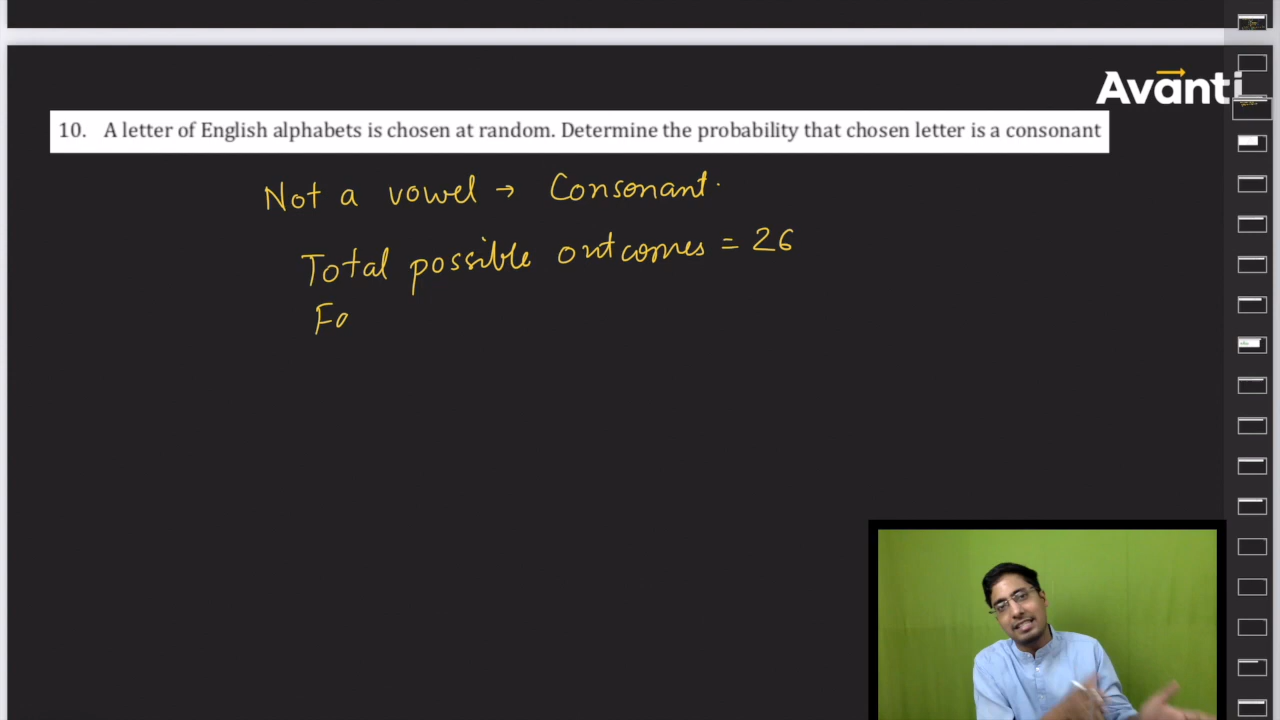 Avanti
10. A letter of English alphabets is chosen at random. Determine the probability that chosen letter is a consonant
Not a vowel → Consonant.
Total possible outcomes = 26
Fa